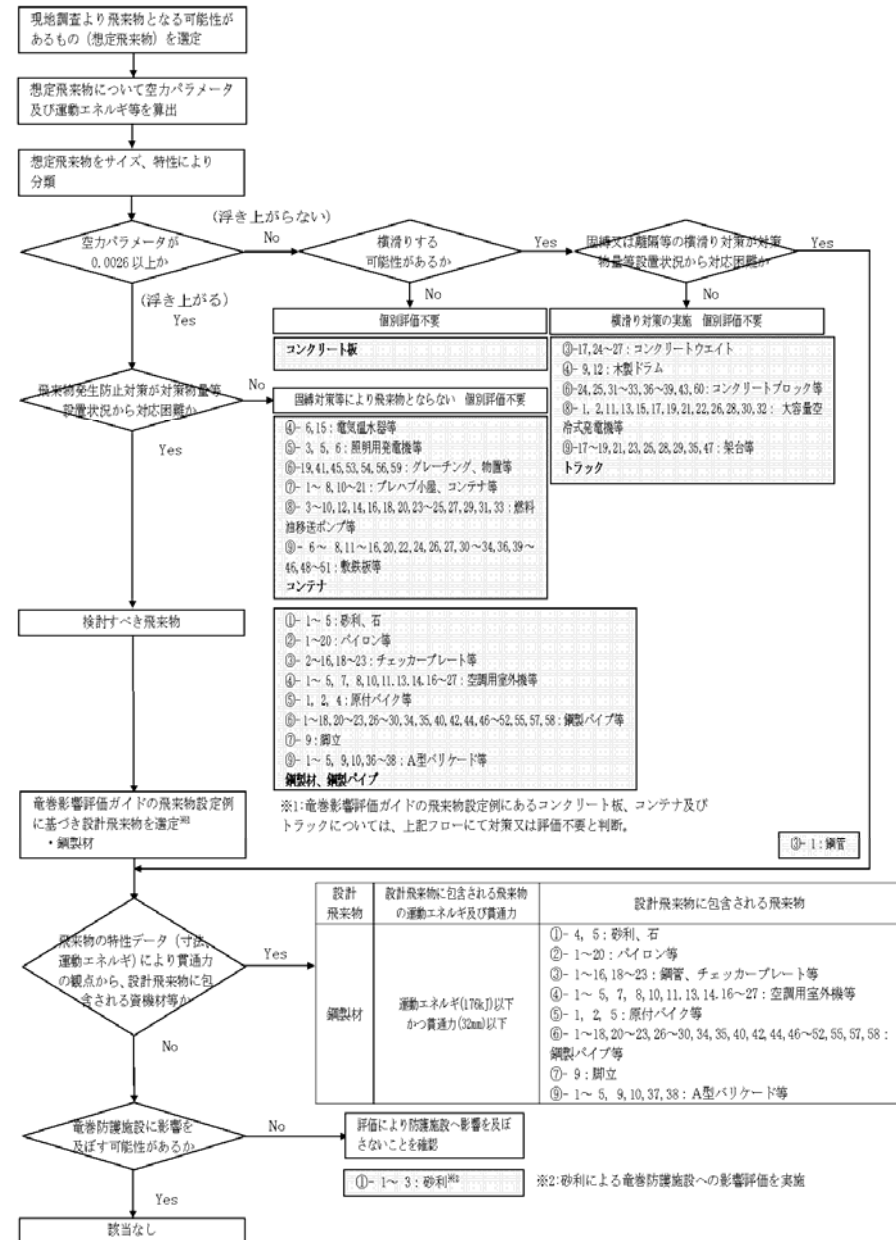 現地調査より飛来物となる可能性が
あるもの（想定飛来物）を選定
想定飛来物について空力パラメータ
及び運動エネルギ等を算出
想定飛来物をサイズ、特性により
分類
(浮き上がらない)
空力パラメータが
0.0026以上か
No
横滑りする
可能性があるか
Yes
固縛又は離隔等の横滑り対策が対策
物量等設置状況から対応困難か
Yes
(浮き上がる)
Yes
No
No
個別評価不要
コンクリート板
横滑り対策の実施　個別評価不要
③-17,24～27：コンクリートウエイト
④- 9,12：木製ドラム
⑥-24,25,31～33,36～39,43,60：コンクリートブロック等
⑧- 1, 2,11,13,15,17,19,21,22,26,28,30,32： 大容量空
冷式発電機等
⑨-17～19,21,23,25,28,29,35,47：架台等
トラック
飛来物発生防止対策が対策物量等
設置状況から対応困難か
No
Yes
固縛対策等により飛来物とならない　個別評価不要
④- 6,15：電気温水器等
⑤- 3, 5, 6：照明用発電機等
⑥-19,41,45,53,54,56,59：グレーチング、物置等
⑦- 1～ 8,10～21：プレハブ小屋、コンテナ等
⑧- 3～10,12,14,16,18,20,23～25,27,29,31,33：燃料
油移送ポンプ等
⑨- 6～ 8,11～16,20,22,24,26,27,30～34,36,39～
46,48～51：敷鉄板等
コンテナ
検討すべき飛来物
①- 1～ 5：砂利、石
②- 1～20：パイロン等
③- 2～16,18～23：チェッカープレート等
④- 1～ 5, 7, 8,10,11.13.14.16～27：空調用室外機等
⑤- 1, 2, 4：原付バイク等
⑥- 1～18,20～23,26～30,34,35,40,42,44,46～52,55,57,58：鋼製パイプ等
⑦- 9：脚立
⑨- 1～ 5, 9,10,36～38：A型バリケード等
鋼製材、鋼製パイプ
竜巻影響評価ガイドの飛来物設定例
に基づき設計飛来物を選定※1
・鋼製材
※1:竜巻影響評価ガイドの飛来物設定例にあるコンクリート板、コンテナ及び
トラックについては、上記フローにて対策又は評価不要と判断。
③- 1：鋼管
飛来物の特性データ（寸法、
運動エネルギ）により貫通力
の観点から、設計飛来物に包
含される資機材等か
Yes
No
設計
飛来物
設計飛来物に包含される飛来物
の運動エネルギ及び貫通力
設計飛来物に包含される飛来物
鋼製材
運動エネルギ(176kJ)以下
かつ貫通力(32mm)以下
①- 4, 5：砂利、石
②- 1～20：パイロン等
③- 1～16,18～23：鋼管、チェッカープレート等
④- 1～ 5, 7, 8,10,11.13.14.16～27：空調用室外機等
⑤- 1, 2, 5：原付バイク等
⑥- 1～18,20～23,26～30,34,35,40,42,44,46～52,55,57,58：
鋼製パイプ等
⑦- 9：脚立
⑨- 1～ 5, 9,10,37,38：A型バリケード等
竜巻防護施設に影響を
及ぼす可能性があるか
No
評価により防護施設へ影響を及ぼ
さないことを確認
①- 1～ 3：砂利※2
※2:砂利による竜巻防護施設への影響評価を実施
Yes
該当なし